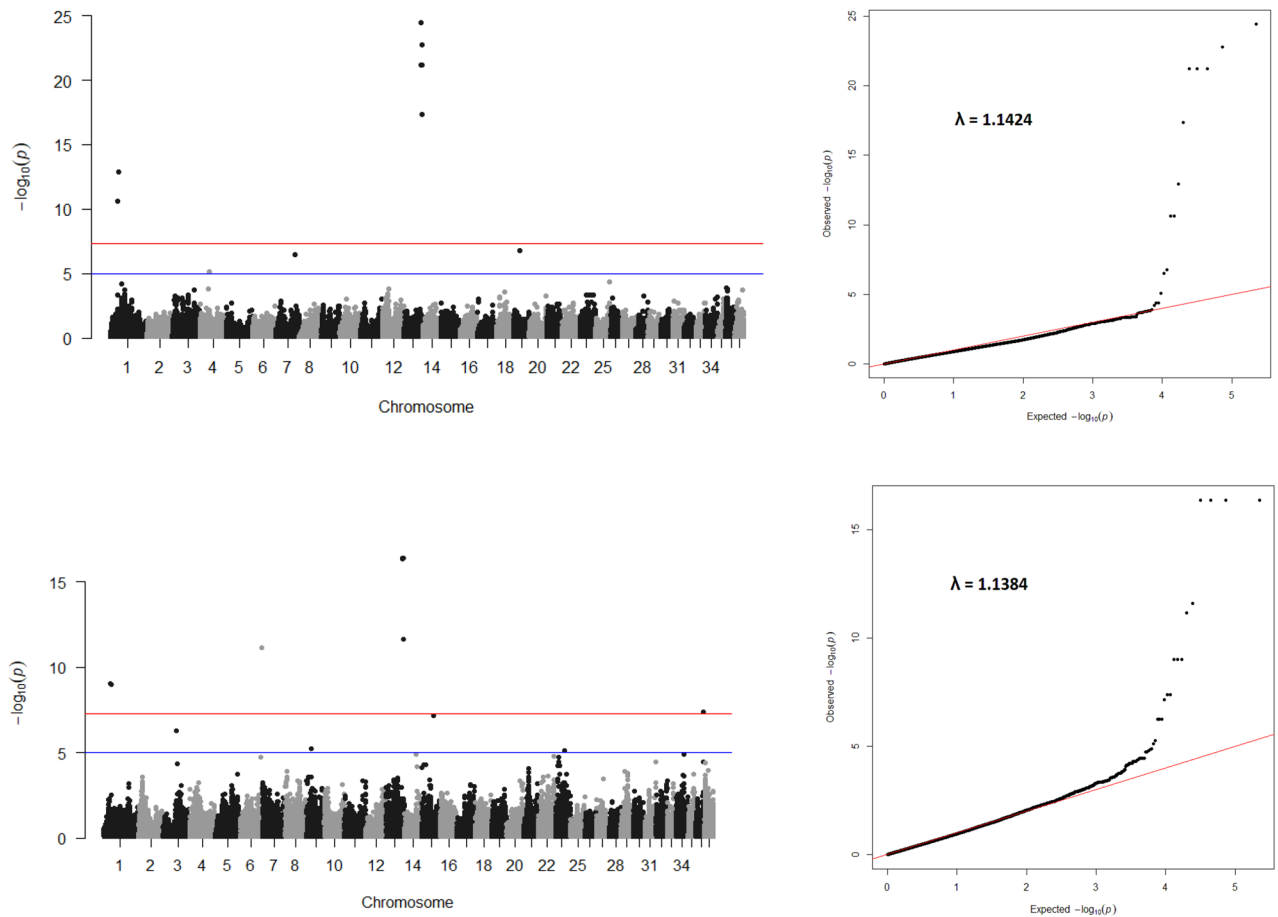 25
20
15
10
5
0
−log₁₀(p)
1 2 3 4 5 6 7 8 10 12 14 16 18 20 22 25 28 31 34
Chromosome
25
20
15
10
5
0
Observed −log₁₀(p)
λ = 1.1424
0 1 2 3 4 5
Expected −log₁₀(p)
15
10
5
0
−log₁₀(p)
1 2 3 4 5 6 7 8 10 12 14 16 18 20 22 25 28 31 34
Chromosome
15
10
5
0
Observed −log₁₀(p)
λ = 1.1384
0 1 2 3 4 5
Expected −log₁₀(p)